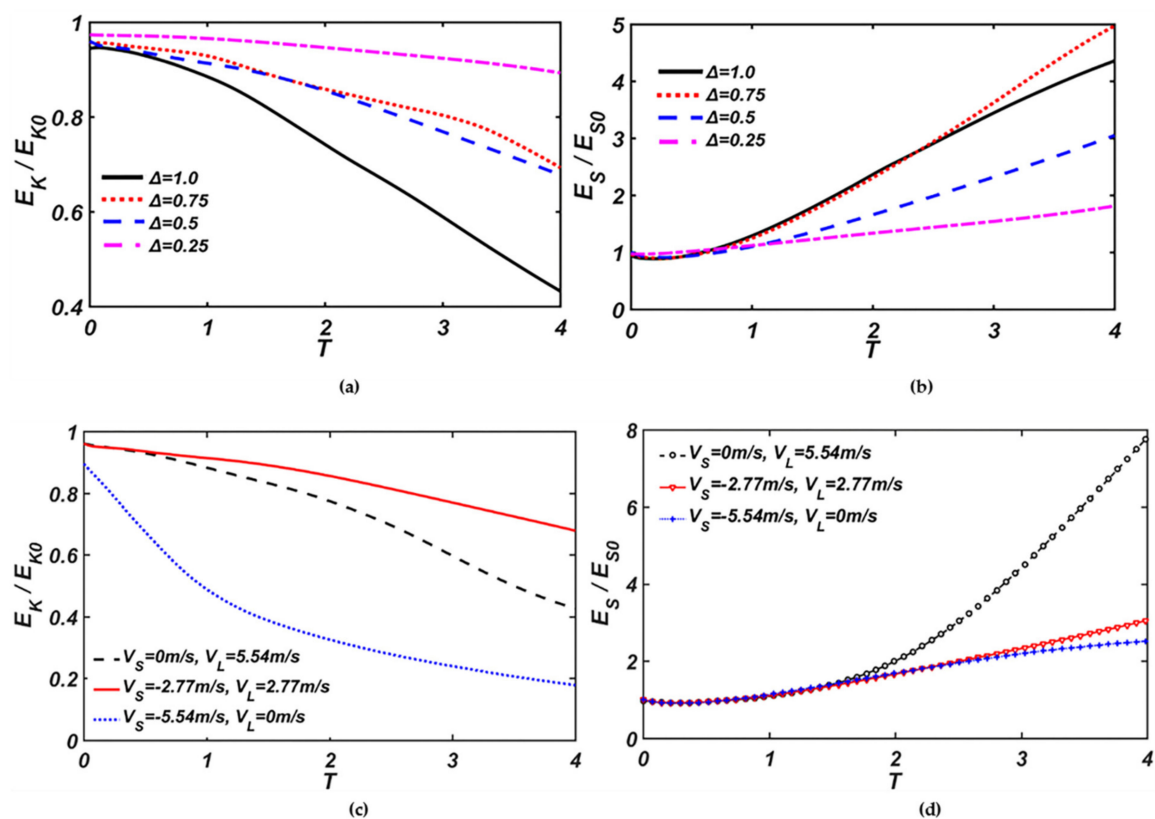 1
0.8
0.6
0.4
E_K / E_K0
Δ=1.0
Δ=0.75
Δ=0.5
Δ=0.25
0 1 2 3 4
T
(a)
5
4
3
2
1
0
E_S / E_S0
Δ=1.0
Δ=0.75
Δ=0.5
Δ=0.25
0 1 2 3 4
T
(b)
1
0.8
0.6
0.4
0.2
0
E_K / E_K0
V_S=0m/s, V_L=5.54m/s
V_S=-2.77m/s, V_L=2.77m/s
V_S=-5.54m/s, V_L=0m/s
0 1 2 3 4
T
(c)
8
6
4
2
0
E_S / E_S0
V_S=0m/s, V_L=5.54m/s
V_S=-2.77m/s, V_L=2.77m/s
V_S=-5.54m/s, V_L=0m/s
0 1 2 3 4
T
(d)